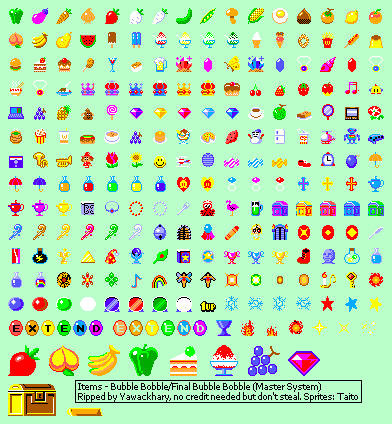 1UP
EXTEND EXTEND
Items - Bubble Bobble/Final Bubble Bobble (Master System)
Ripped by Yawackhary, no credit needed but don't steal. Sprites: Taito